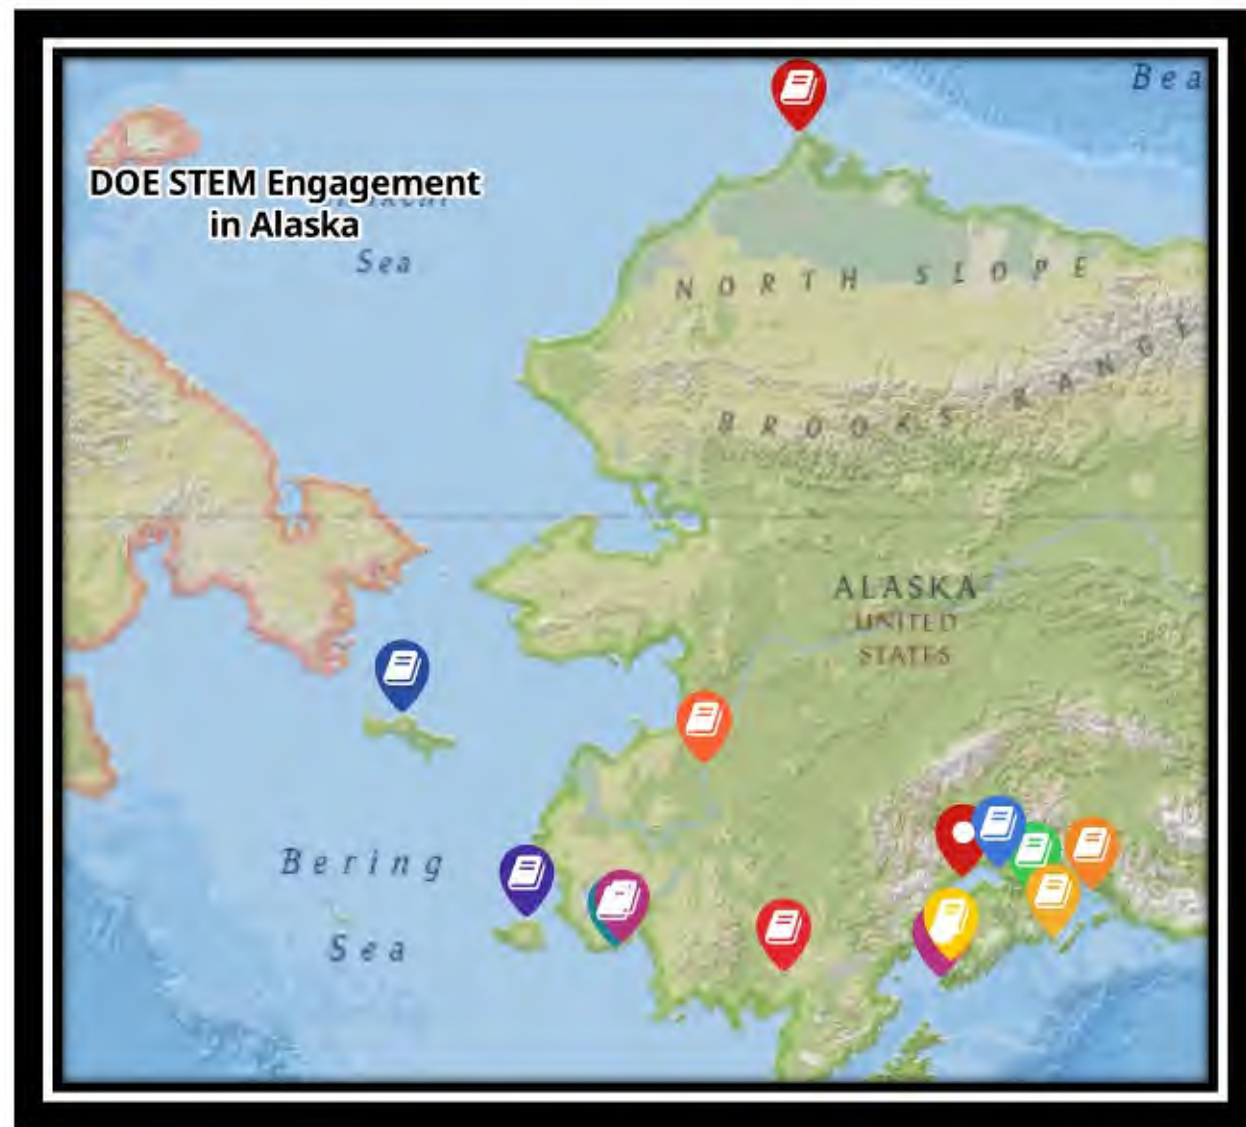 Bea
DOE STEM Engagement
in Alaska
Sea
NORTH SLOPE
BROOKS RANGE
ALASKA
UNITED
STATES
Bering
Sea